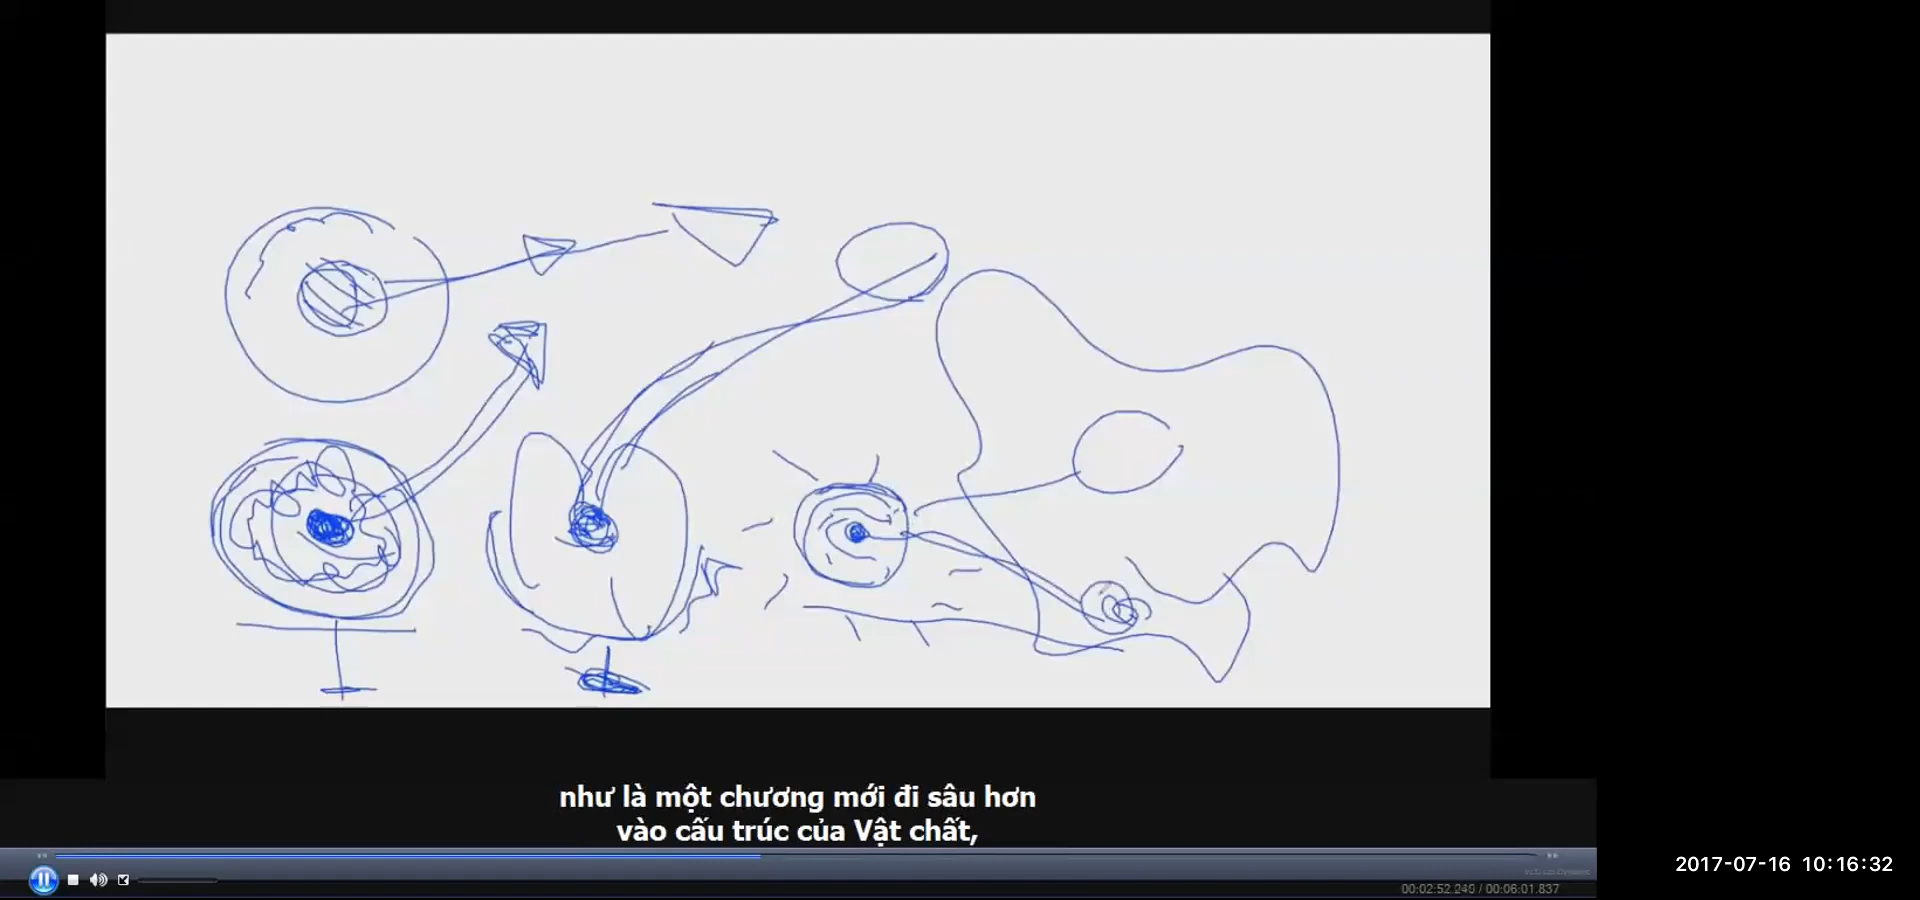 như là một chương mới đi sâu hơn
vào cấu trúc của Vật chất,
2017-07-16 10:16:32
00:02:52.240 / 00:06:01.837